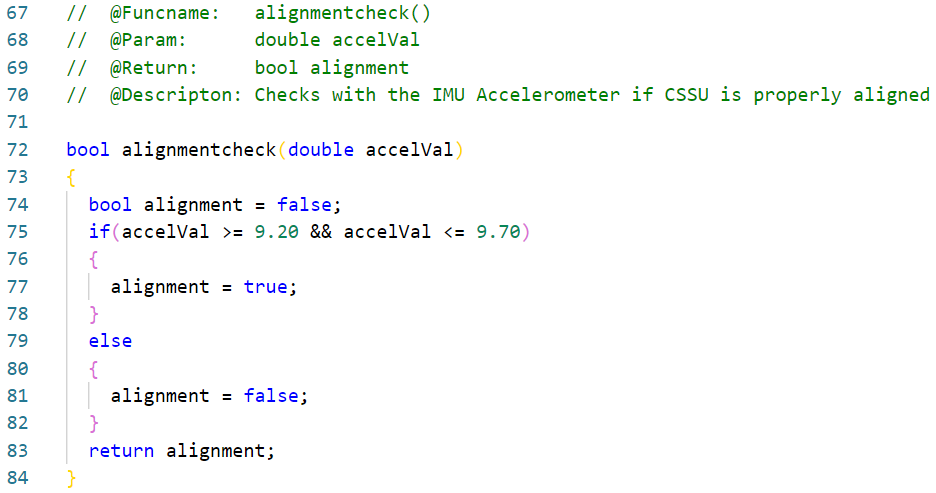 67 //  @Funcname:   alignmentcheck()
68 //  @Param:      double accelVal
69 //  @Return:     bool alignment
70 //  @Descripton: Checks with the IMU Accelerometer if CSSU is properly aligned
71
72 bool alignmentcheck(double accelVal)
73 {
74   bool alignment = false;
75   if(accelVal >= 9.20 && accelVal <= 9.70)
76   {
77     alignment = true;
78   }
79   else
80   {
81     alignment = false;
82   }
83   return alignment;
84 }